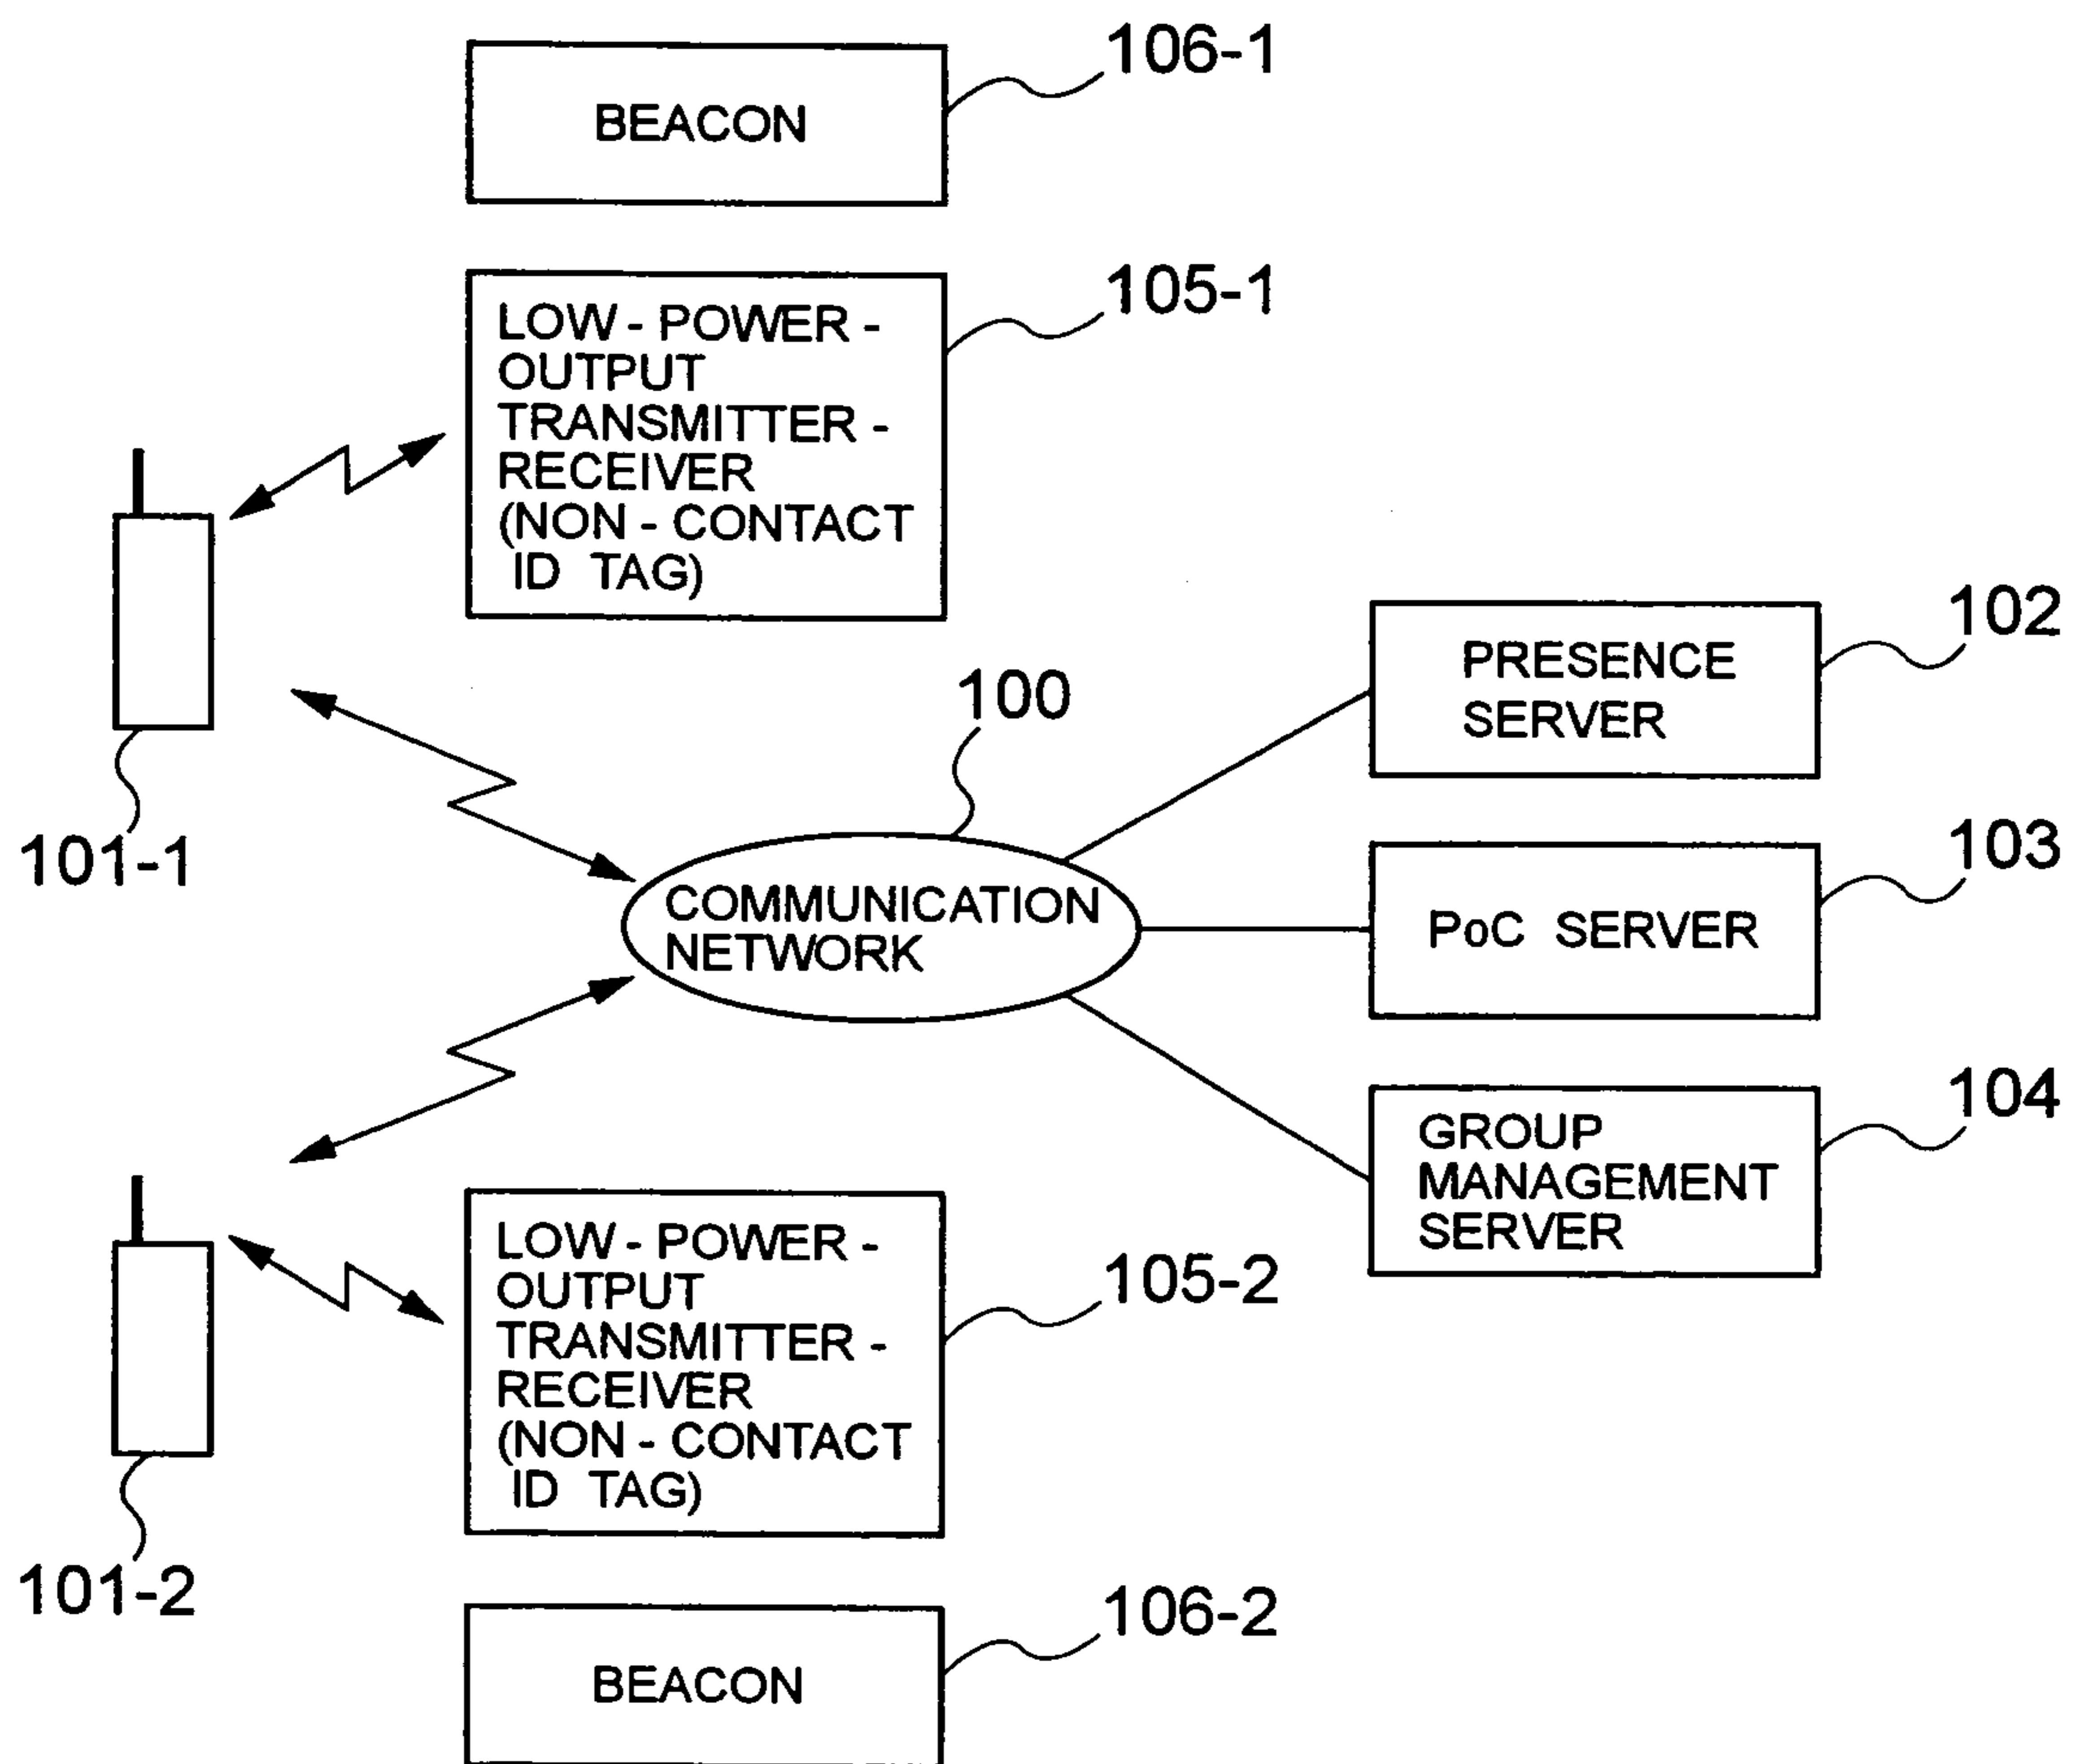 106-1
BEACON
105-1
LOW - POWER -
OUTPUT
TRANSMITTER -
RECEIVER
(NON - CONTACT
ID TAG)
101-1
100
COMMUNICATION
NETWORK
102
PRESENCE
SERVER
103
PoC SERVER
104
GROUP
MANAGEMENT
SERVER
105-2
LOW - POWER -
OUTPUT
TRANSMITTER -
RECEIVER
(NON - CONTACT
ID TAG)
101-2
106-2
BEACON